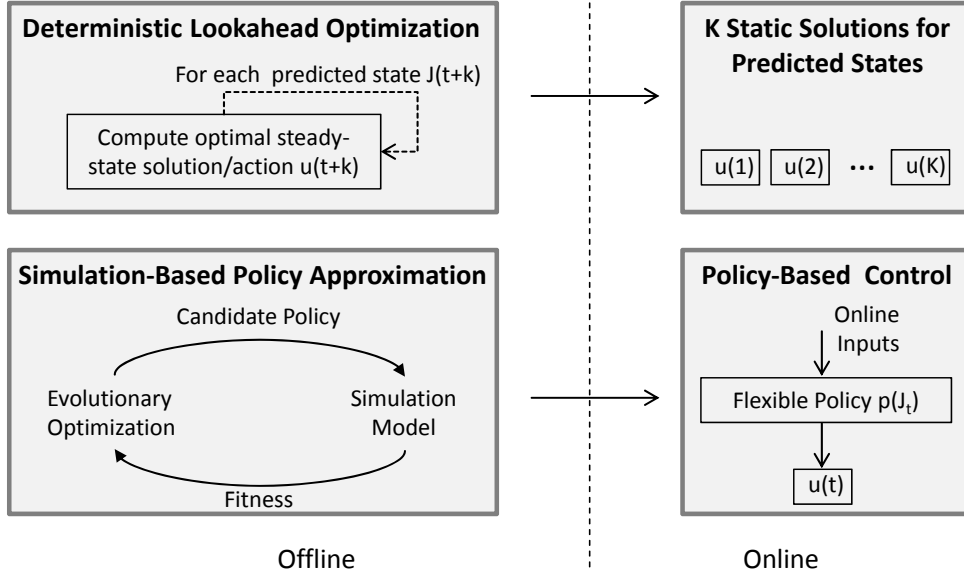 Deterministic Lookahead Optimization
For each predicted state J(t+k)
Compute optimal steady-
state solution/action u(t+k)
K Static Solutions for
Predicted States
u(1) u(2) ... u(K)
Simulation-Based Policy Approximation
Candidate Policy
Evolutionary
Optimization
Simulation
Model
Fitness
Policy-Based Control
Online
Inputs
Flexible Policy p(Jₜ)
u(t)
Offline
Online